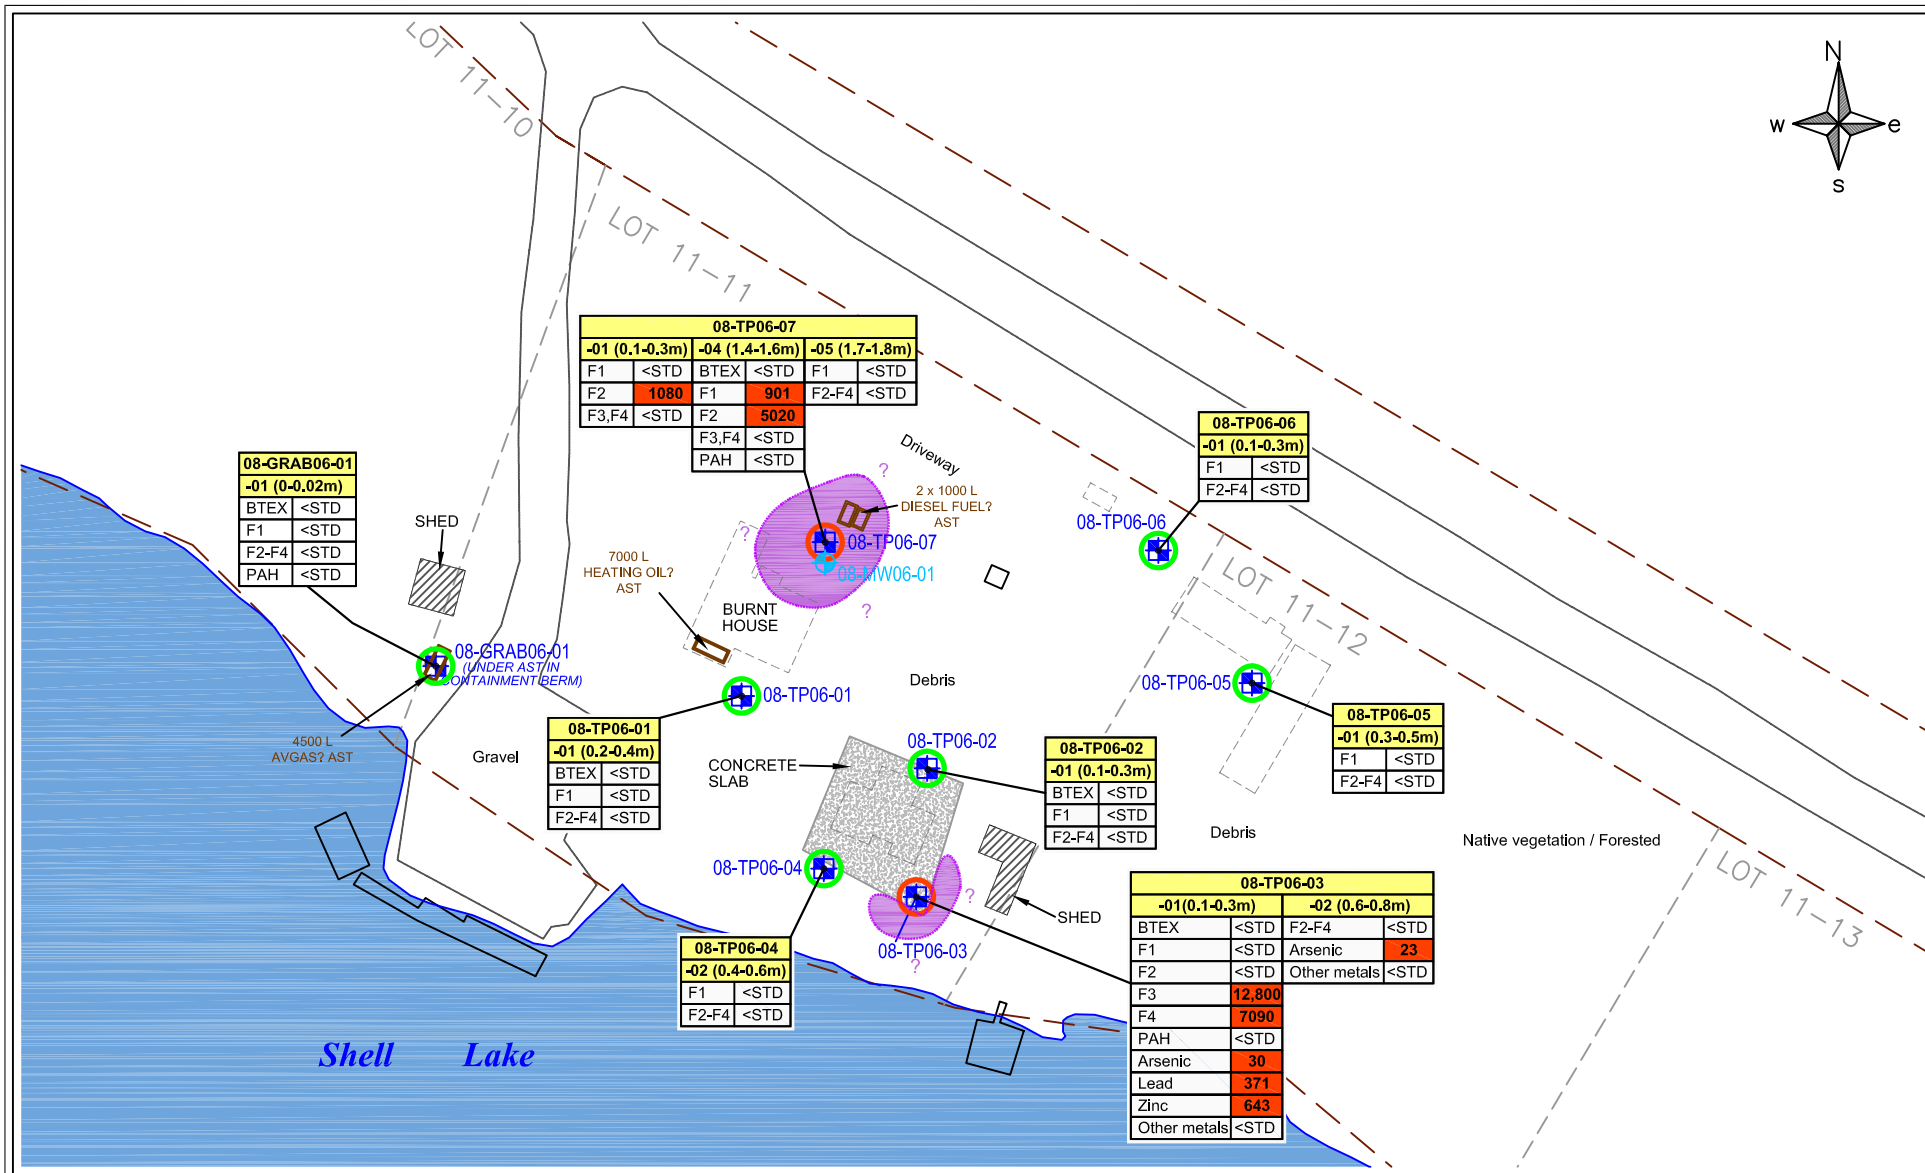 LOT 11-10
N
w
e
s
LOT 11-11
08-TP06-07
-01 (0.1-0.3m) -04 (1.4-1.6m) -05 (1.7-1.8m)
F1 <STD BTEX <STD F1 <STD
F2 1080 F1 901 F2-F4 <STD
F3,F4 <STD F2 5020
F3,F4 <STD
PAH <STD
08-TP06-06
-01 (0.1-0.3m)
F1 <STD
F2-F4 <STD
08-GRAB06-01
-01 (0-0.02m)
BTEX <STD
F1 <STD
F2-F4 <STD
PAH <STD
Driveway
?
2 x 1000 L
DIESEL FUEL?
AST
SHED
08-TP06-06
?
08-TP06-07
7000 L
HEATING OIL?
AST
08-MW06-01
?
BURNT
HOUSE
LOT 11-12
08-GRAB06-01
(UNDER AST IN
CONTAINMENT BERM)
08-TP06-01
Debris
08-TP06-05
08-TP06-05
-01 (0.3-0.5m)
F1 <STD
F2-F4 <STD
4500 L
AVGAS? AST
Gravel
08-TP06-01
-01 (0.2-0.4m)
BTEX <STD
F1 <STD
F2-F4 <STD
CONCRETE
SLAB
08-TP06-02
08-TP06-02
-01 (0.1-0.3m)
BTEX <STD
F1 <STD
F2-F4 <STD
Debris
Native vegetation / Forested
LOT 11-13
08-TP06-04
?
SHED
08-TP06-03
?
08-TP06-04
-02 (0.4-0.6m)
F1 <STD
F2-F4 <STD
08-TP06-03
-01(0.1-0.3m) -02 (0.6-0.8m)
BTEX <STD F2-F4 <STD
F1 <STD Arsenic 23
F2 <STD Other metals <STD
F3 12,800
F4 7090
PAH <STD
Arsenic 30
Lead 371
Zinc 643
Other metals <STD
Shell Lake